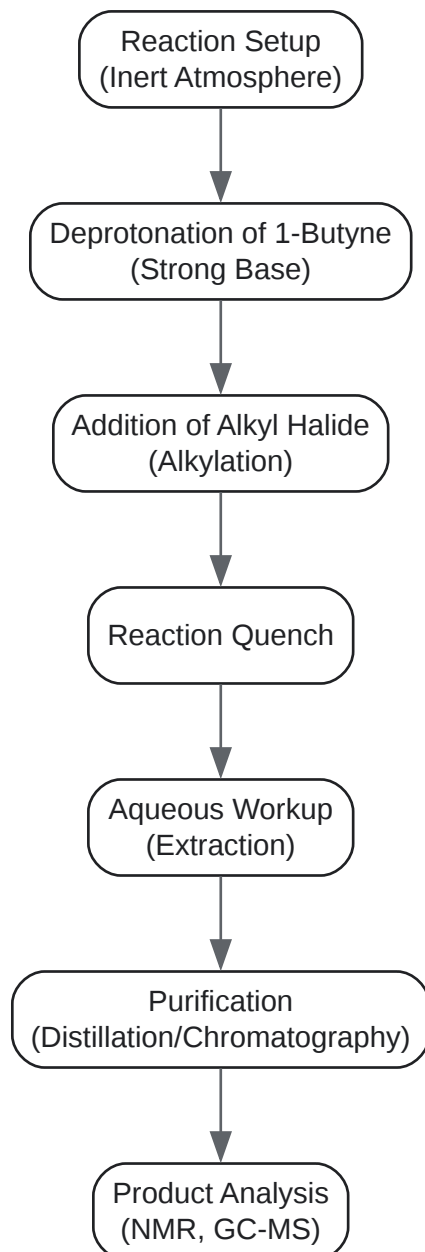 Reaction Setup
(Inert Atmosphere)
Deprotonation of 1-Butyne
(Strong Base)
Addition of Alkyl Halide
(Alkylation)
Reaction Quench
Aqueous Workup
(Extraction)
Purification
(Distillation/Chromatography)
Product Analysis
(NMR, GC-MS)